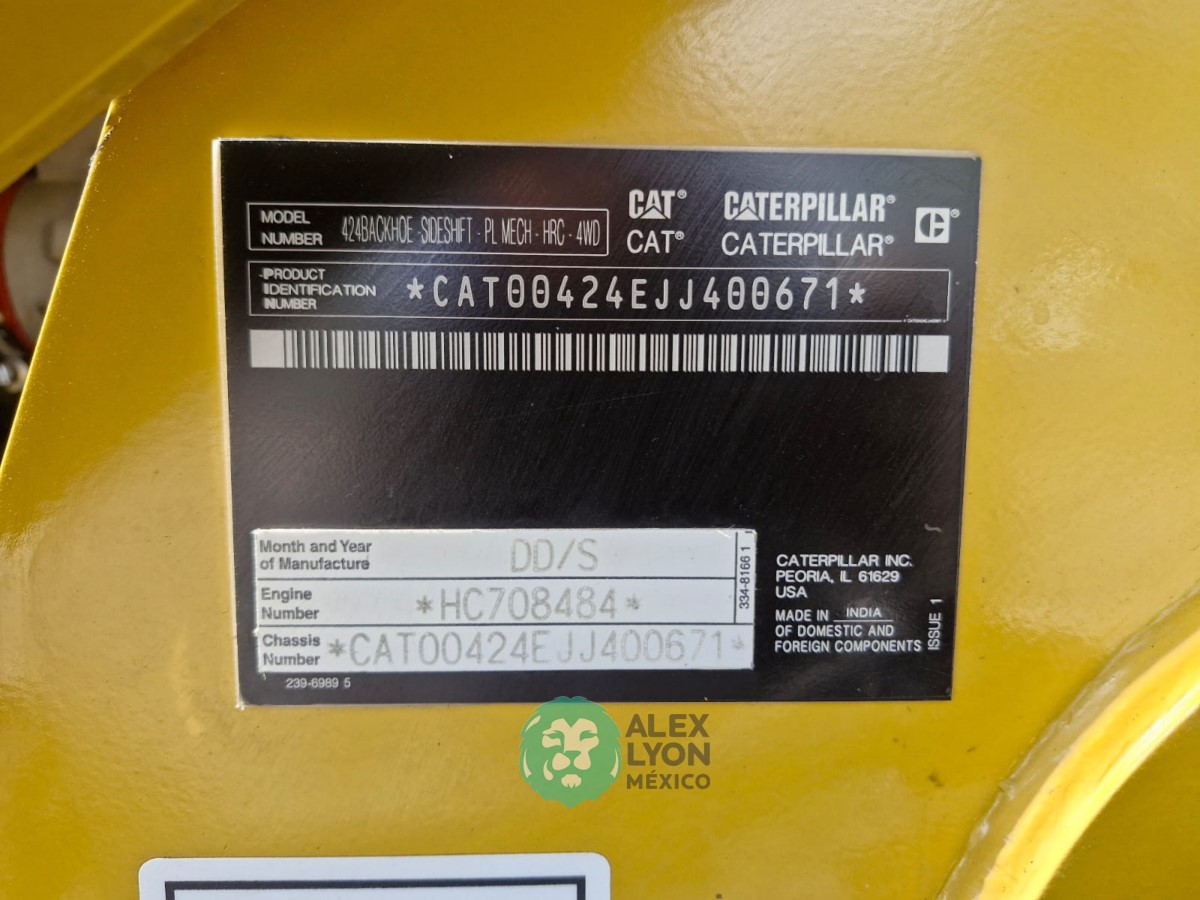 MODEL NUMBER 424BACKHOE -SIDESHIFT - PL MECH - HRC - 4WD
CAT® CATERPILLAR®
CAT® CATERPILLAR®
PRODUCT IDENTIFICATION NUMBER *CAT00424EJJ400671*
Month and Year of Manufacture DD/S
Engine Number *HC708484*
Chassis Number *CAT00424EJJ400671*
334-8166 1
239-6989 5
CATERPILLAR INC.
PEORIA, IL 61629
USA
MADE IN INDIA
OF DOMESTIC AND
FOREIGN COMPONENTS
ISSUE 1
ALEX
LYON
MÉXICO